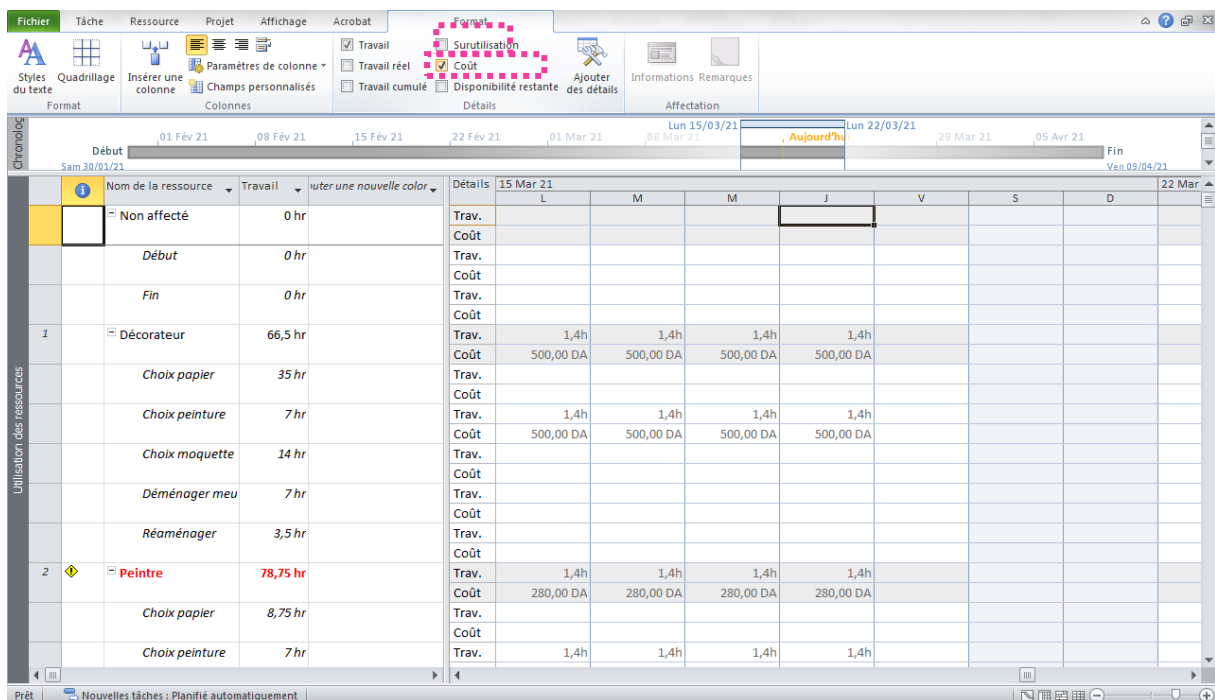 Fichier Tâche Ressource Projet Affichage Acrobat Format
Travail Surutilisation
Paramètres de colonne Travail réel Coût
Styles du texte Quadrillage Insérer une colonne Champs personnalisés Travail cumulé Disponibilité restante Ajouter des détails Informations Remarques
Format Colonnes Détails Affectation
Lun 15/03/21 Lun 22/03/21
01 Fév 21 08 Fév 21 15 Fév 21 22 Fév 21 01 Mar 21 08 Mar 21 Aujourd'hu 29 Mar 21 05 Avr 21
Début Fin
Sam 30/01/21 Ven 09/04/21
Chronolog
Nom de la ressource Travail uter une nouvelle color Détails 15 Mar 21 22 Mar
L M M J V S D
Non affecté 0 hr Trav.
Coût
Début 0 hr Trav.
Coût
Fin 0 hr Trav.
Coût
1 Décorateur 66,5 hr Trav. 1,4h 1,4h 1,4h 1,4h
Coût 500,00 DA 500,00 DA 500,00 DA 500,00 DA
Choix papier 35 hr Trav.
Coût
Choix peinture 7 hr Trav. 1,4h 1,4h 1,4h 1,4h
Coût 500,00 DA 500,00 DA 500,00 DA 500,00 DA
Choix moquette 14 hr Trav.
Coût
Déménager meu 7 hr Trav.
Coût
Réaménager 3,5 hr Trav.
Coût
2 Peintre 78,75 hr Trav. 1,4h 1,4h 1,4h 1,4h
Coût 280,00 DA 280,00 DA 280,00 DA 280,00 DA
Choix papier 8,75 hr Trav.
Coût
Choix peinture 7 hr Trav. 1,4h 1,4h 1,4h 1,4h
Utilisation des ressources
Prêt Nouvelles tâches : Planifié automatiquement